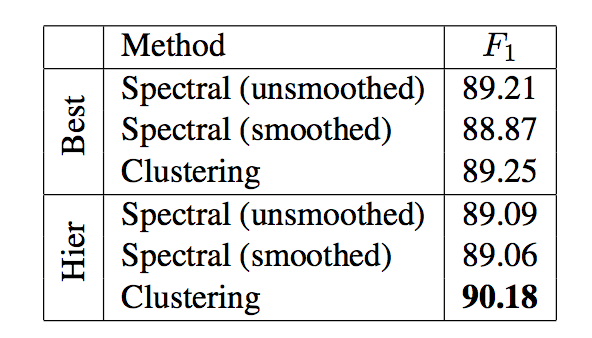 Method F₁
Best
Spectral (unsmoothed) 89.21
Spectral (smoothed) 88.87
Clustering 89.25
Hier
Spectral (unsmoothed) 89.09
Spectral (smoothed) 89.06
Clustering 90.18